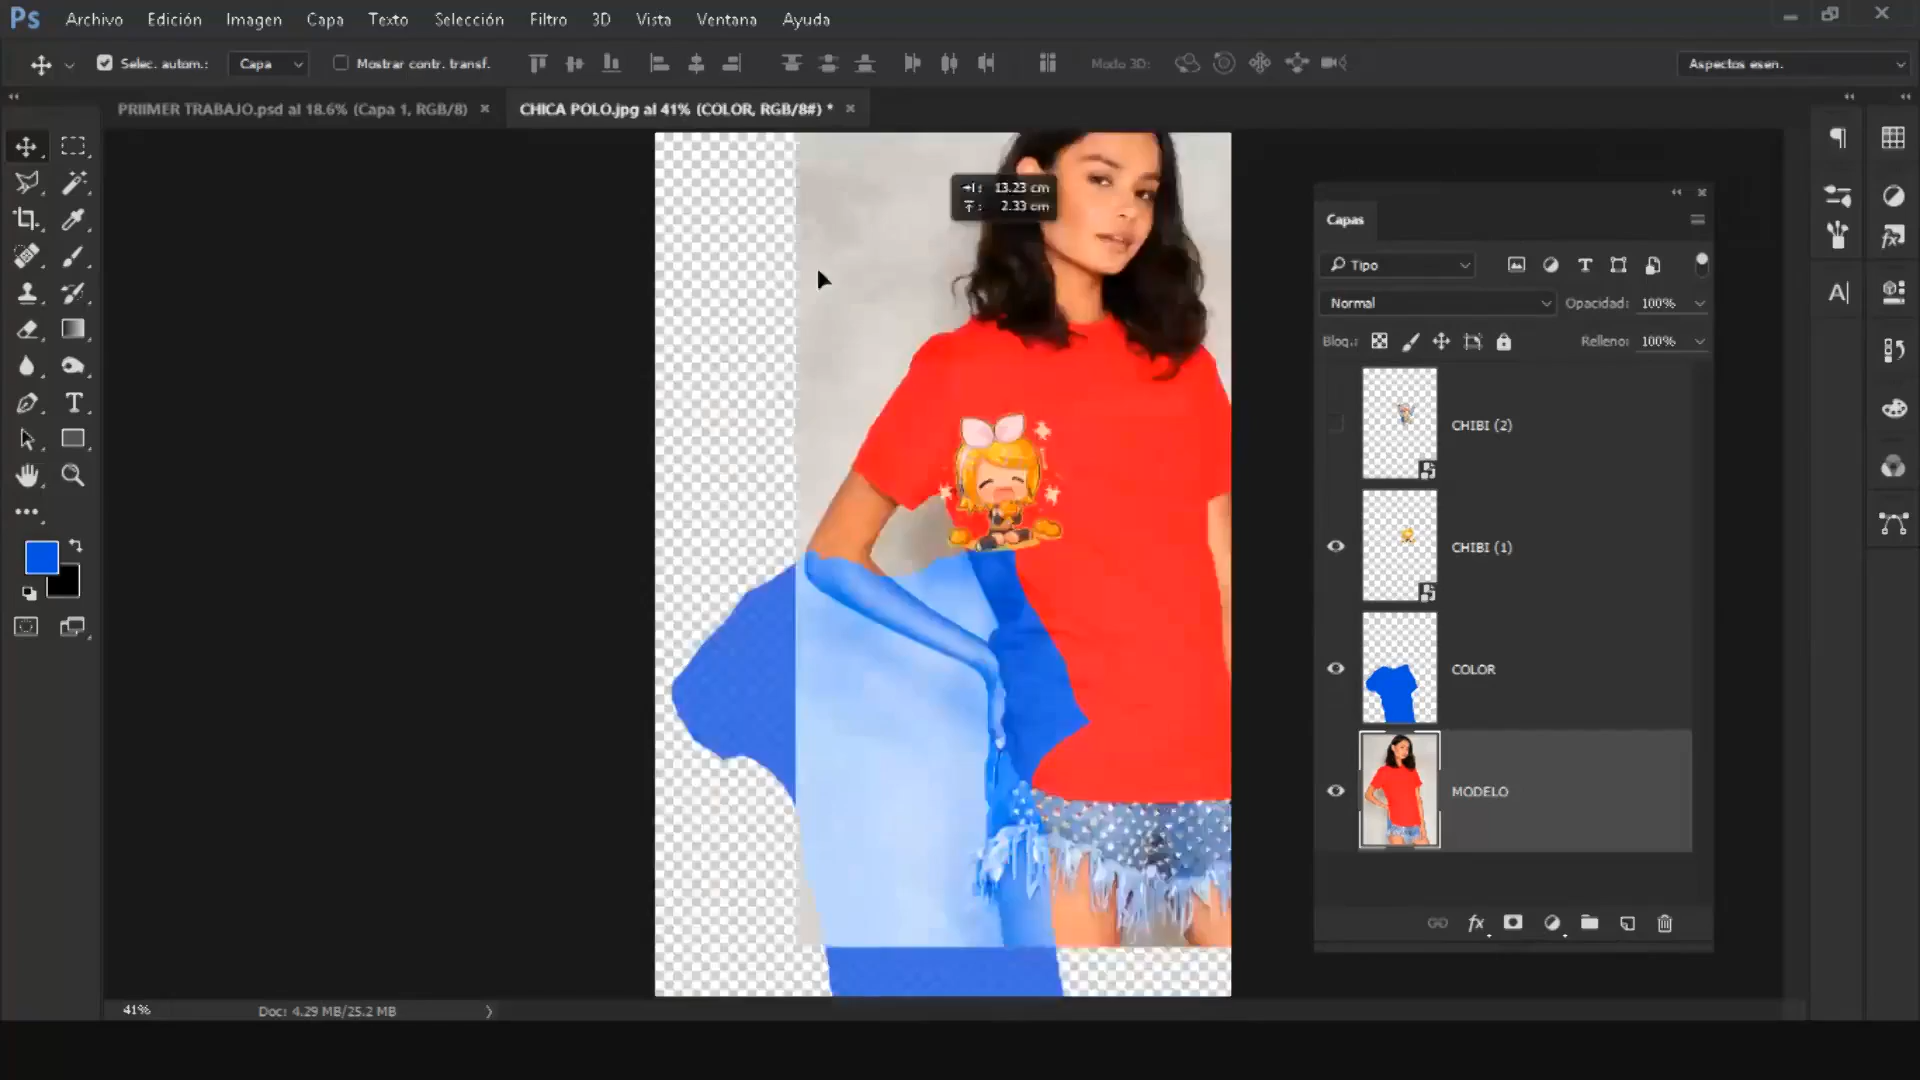 Ps Archivo Edición Imagen Capa Texto Selección Filtro 3D Vista Ventana Ayuda
Selec. autom.: Capa Mostrar contr. transf. Modo 3D: Aspectos esen.
PRIIMER TRABAJO.psd al 18.6% (Capa 1, RGB/8) × CHICA POLO.jpg al 41% (COLOR, RGB/8#) * ×
13.23 cm
2.33 cm
Capas
Tipo
Normal Opacidad: 100%
Bloq.: Relleno: 100%
CHIBI (2)
CHIBI (1)
COLOR
MODELO
fx
41% Doc: 4.29 MB/25.2 MB